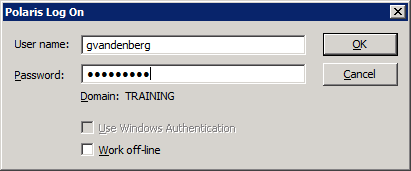 Polaris Log On
User name: gvandenberg OK
Password: ●●●●●●●●● Cancel
Domain: TRAINING
Use Windows Authentication
Work off-line